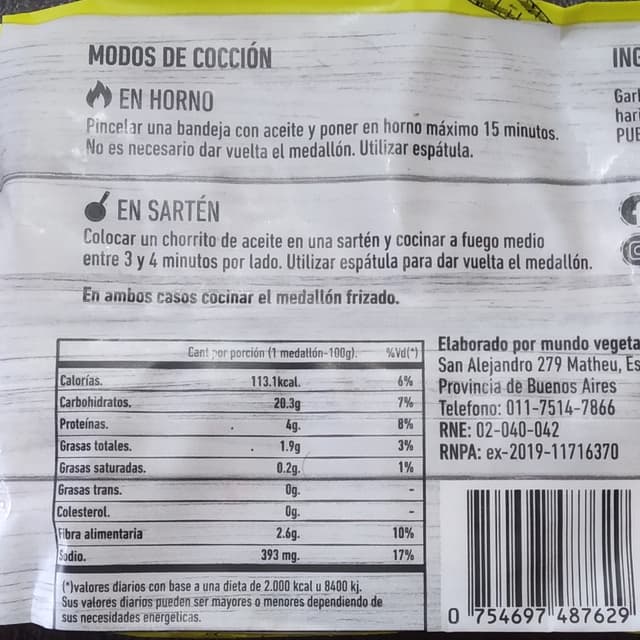 MODOS DE COCCIÓN
EN HORNO
Pincelar una bandeja con aceite y poner en horno máximo 15 minutos.
No es necesario dar vuelta el medallón. Utilizar espátula.
EN SARTÉN
Colocar un chorrito de aceite en una sartén y cocinar a fuego medio
entre 3 y 4 minutos por lado. Utilizar espátula para dar vuelta el medallón.
En ambos casos cocinar el medallón frizado.
Cant por porción (1 medallón-100g). %Vd(*)
Calorías. 113.1kcal. 6%
Carbohidratos. 20.3g 7%
Proteínas. 4g. 8%
Grasas totales. 1.9g 3%
Grasas saturadas. 0.2g. 1%
Grasas trans. 0g. -
Colesterol. 0g. -
Fibra alimentaria 2.6g. 10%
Sodio. 393 mg. 17%
(*)valores diarios con base a una dieta de 2.000 kcal u 8400 kj.
Sus valores diarios pueden ser mayores o menores dependiendo de
sus necesidades energeticas.
Elaborado por mundo vegeta
San Alejandro 279 Matheu, Es
Provincia de Buenos Aires
Telefono: 011-7514-7866
RNE: 02-040-042
RNPA: ex-2019-11716370
0 754697 487629
ING
Gar
hari
PUE